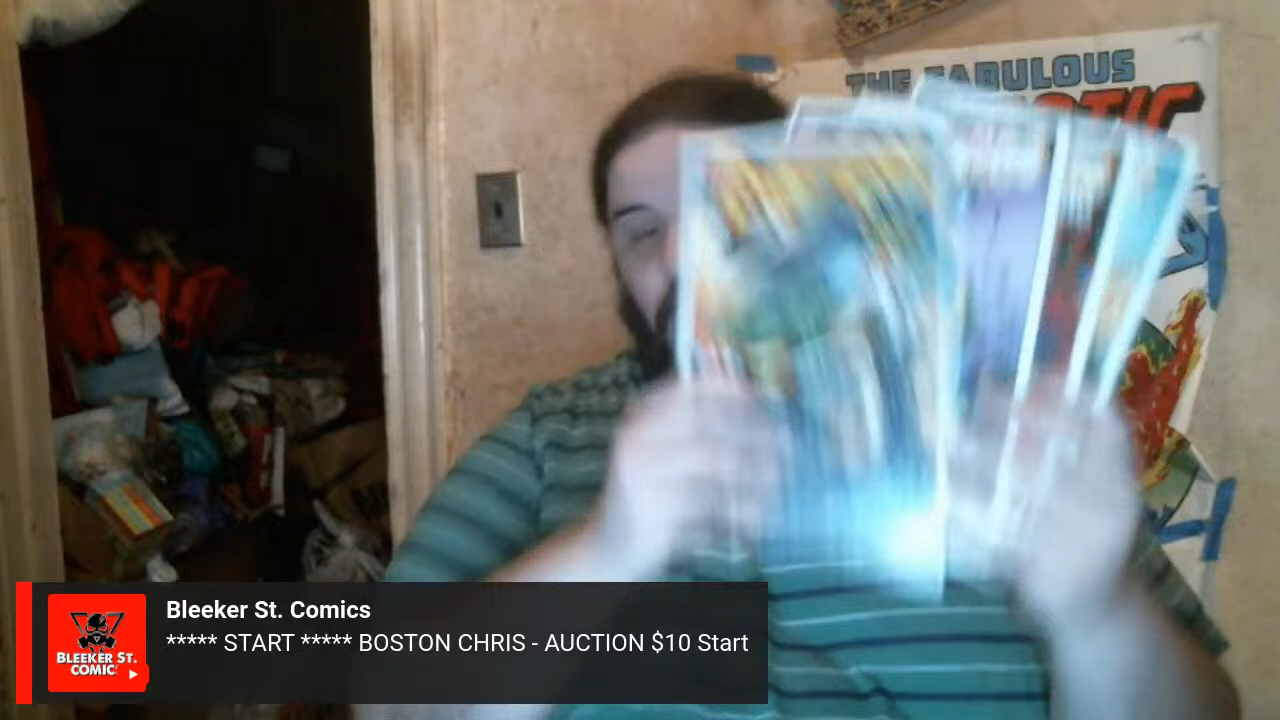 THE FABULOUS
Bleeker St. Comics
***** START ***** BOSTON CHRIS - AUCTION $10 Start
BLEEKER ST.
COMIC